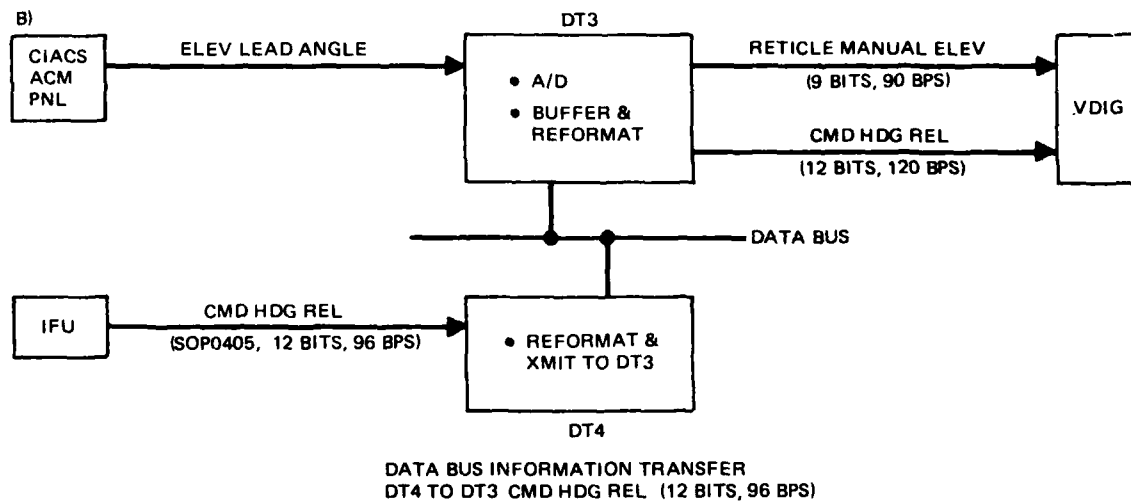 B)
DT3
CIACS
ACM
PNL
ELEV LEAD ANGLE
• A/D
• BUFFER &
REFORMAT
RETICLE MANUAL ELEV
(9 BITS, 90 BPS)
CMD HDG REL
(12 BITS, 120 BPS)
VDIG
DATA BUS
IFU
CMD HDG REL
(SOP0405, 12 BITS, 96 BPS)
• REFORMAT &
XMIT TO DT3
DT4
DATA BUS INFORMATION TRANSFER
DT4 TO DT3 CMD HDG REL (12 BITS, 96 BPS)